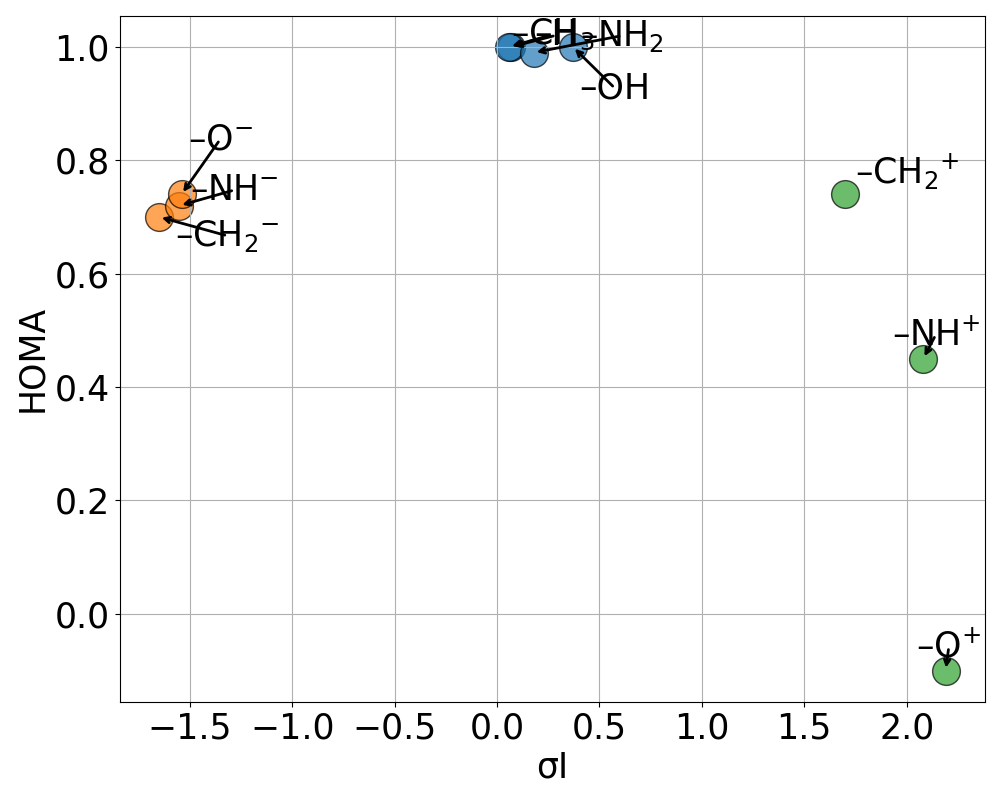 –CH₃
–H
–NH₂
–OH
–O⁻
–NH⁻
–CH₂⁻
–CH₂⁺
–NH⁺
–O⁺
1.0
0.8
0.6
0.4
0.2
0.0
HOMA
−1.5 −1.0 −0.5 0.0 0.5 1.0 1.5 2.0
σI